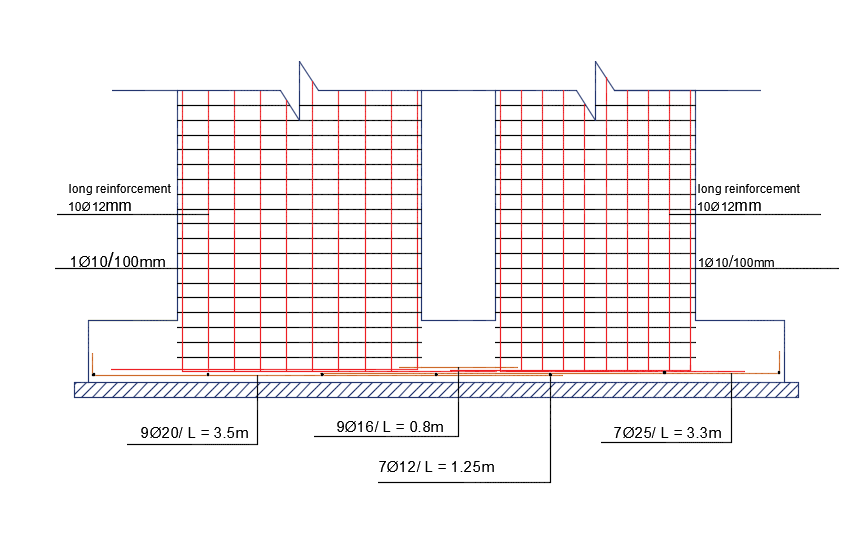 long reinforcement
10Ø12mm
1Ø10/100mm
long reinforcement
10Ø12mm
1Ø10/100mm
9Ø20/ L = 3.5m
9Ø16/ L = 0.8m
7Ø25/ L = 3.3m
7Ø12/ L = 1.25m